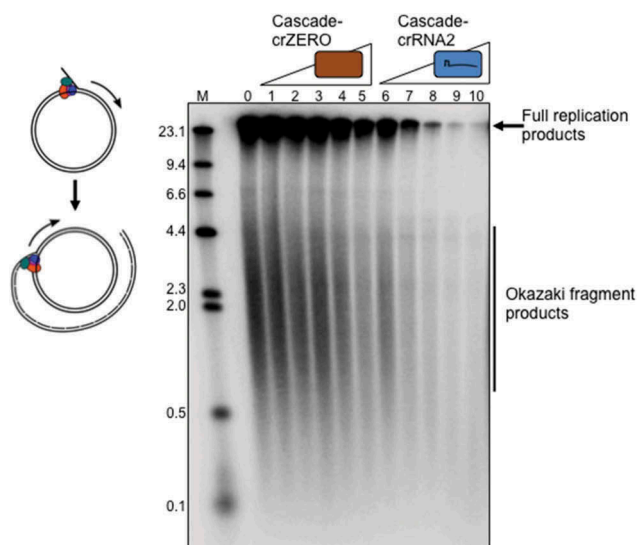 Cascade-
crZERO
Cascade-
crRNA2
M 0 1 2 3 4 5 6 7 8 9 10
23.1
9.4
6.6
4.4
2.3
2.0
0.5
0.1
Full replication
products
Okazaki fragment
products